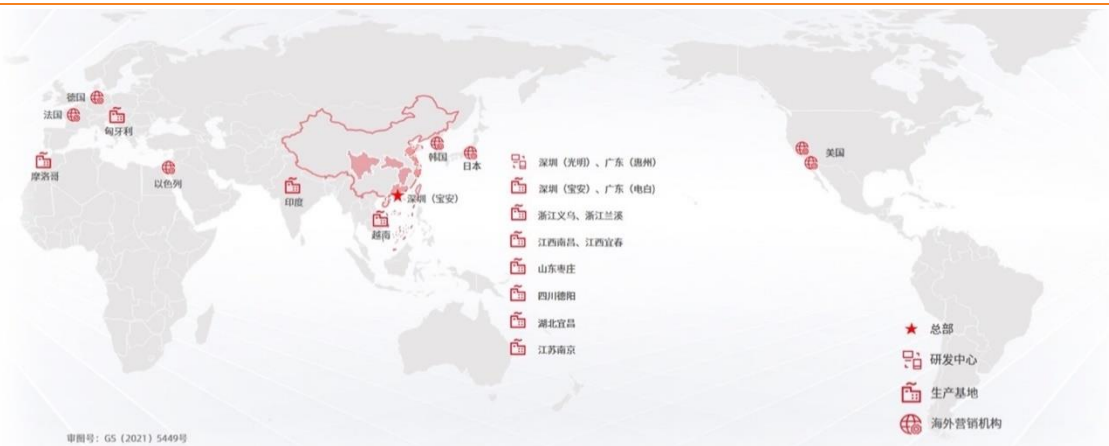 德国
法国
匈牙利
摩洛哥
以色列
印度
越南
深圳（宝安）
韩国
日本
美国
深圳（光明）、广东（惠州）
深圳（宝安）、广东（电白）
浙江义乌、浙江兰溪
江西南昌、江西宜春
山东枣庄
四川德阳
湖北宜昌
江苏南京
总部
研发中心
生产基地
海外营销机构
审图号：GS（2021）5449号